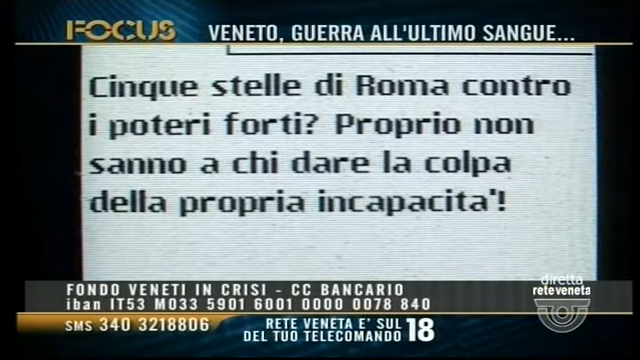 FOCUS
VENETO, GUERRA ALL'ULTIMO SANGUE...
Cinque stelle di Roma contro
i poteri forti? Proprio non
sanno a chi dare la colpa
della propria incapacita'!
diretta
reteveneta
FONDO VENETI IN CRISI - CC BANCARIO
iban IT53 M033 5901 6001 0000 0078 840
SMS 340 3218806
RETE VENETA E' SUL
DEL TUO TELECOMANDO 18